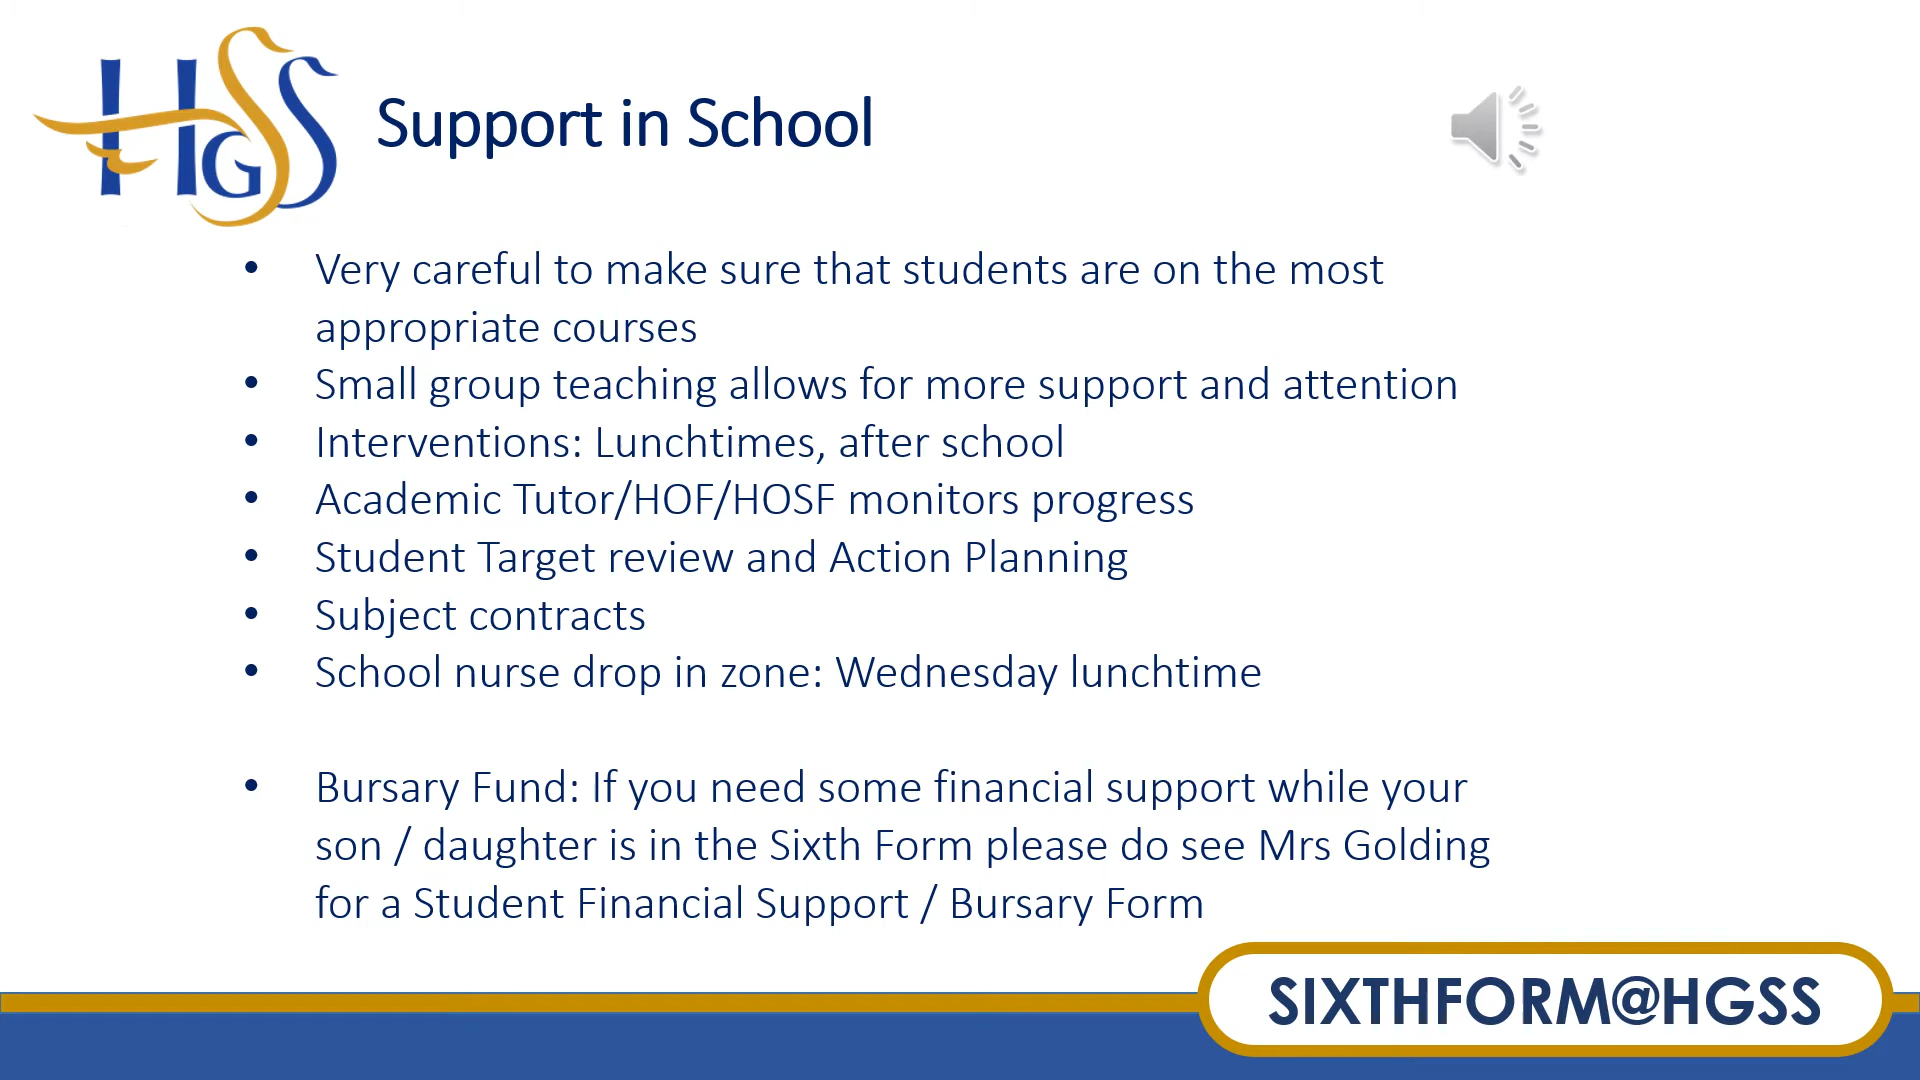 HGSS
Support in School
• Very careful to make sure that students are on the most
appropriate courses
• Small group teaching allows for more support and attention
• Interventions: Lunchtimes, after school
• Academic Tutor/HOF/HOSF monitors progress
• Student Target review and Action Planning
• Subject contracts
• School nurse drop in zone: Wednesday lunchtime
• Bursary Fund: If you need some financial support while your
son / daughter is in the Sixth Form please do see Mrs Golding
for a Student Financial Support / Bursary Form
SIXTHFORM@HGSS